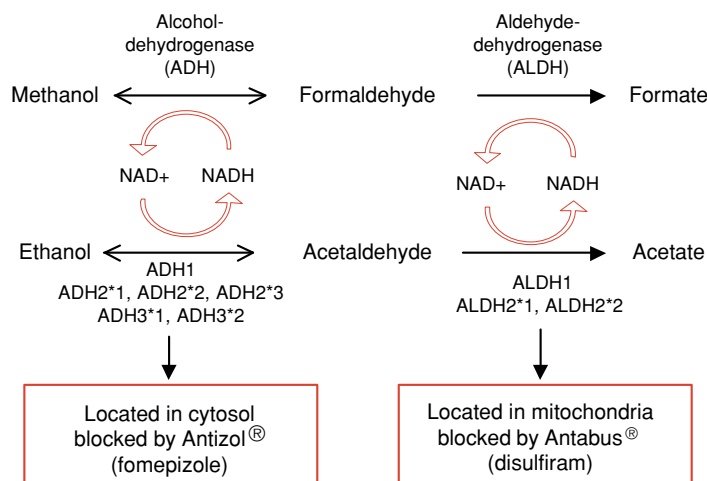 Alcohol-
dehydrogenase
(ADH)
Aldehyde-
dehydrogenase
(ALDH)
Methanol
Formaldehyde
Formate
NAD+
NADH
NAD+
NADH
Ethanol
Acetaldehyde
Acetate
ADH1
ADH2*1, ADH2*2, ADH2*3
ADH3*1, ADH3*2
ALDH1
ALDH2*1, ALDH2*2
Located in cytosol
blocked by Antizol®
(fomepizole)
Located in mitochondria
blocked by Antabus®
(disulfiram)